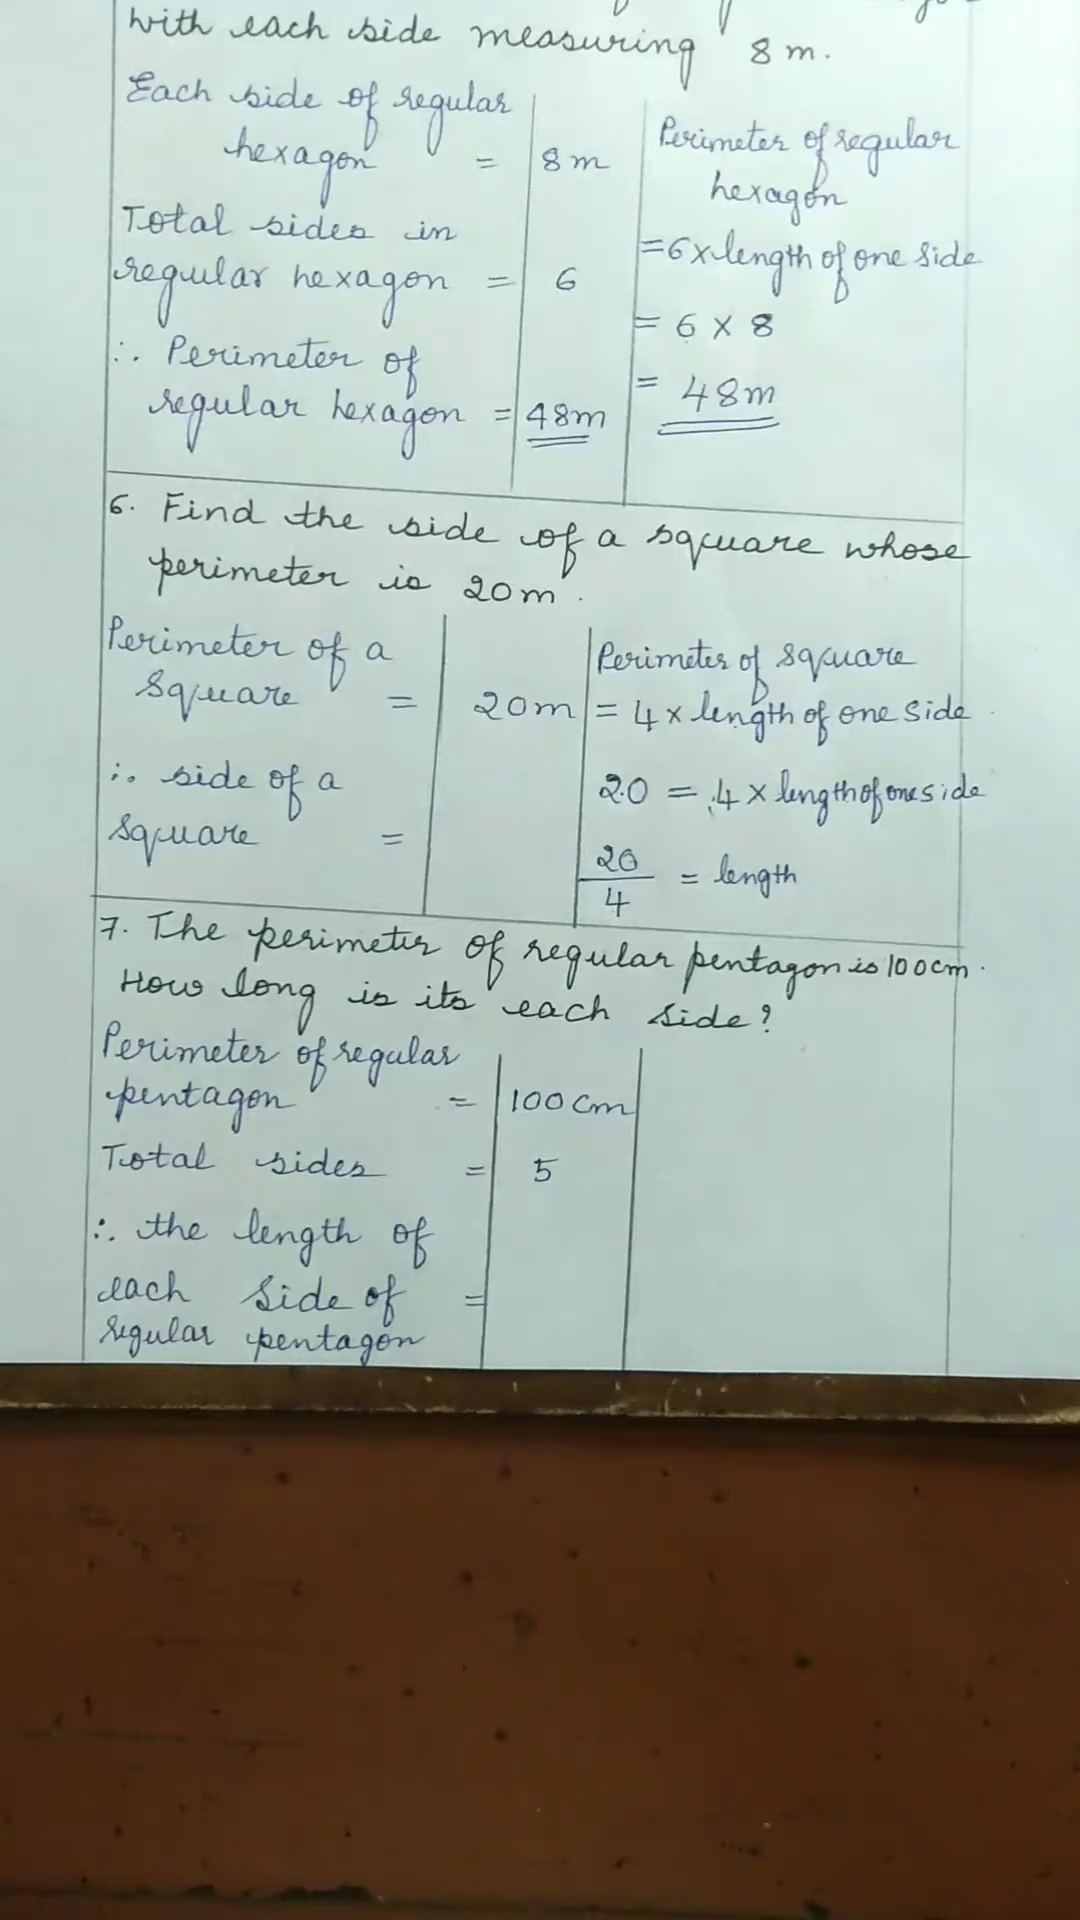 with each side measuring 8 m.
Each side of regular
hexagon = 8 m
Total sides in
regular hexagon = 6
∴ Perimeter of
regular hexagon = 48m
Perimeter of regular
hexagon
=6 x length of one side
= 6 x 8
= 48m
6. Find the side of a square whose
perimeter is 20m.
Perimeter of a
square = 20m
∴ side of a
square =
Perimeter of square
= 4 x length of one side
20 = 4 x length of one side
20/4 = length
7. The perimeter of regular pentagon is 100cm.
How long is its each side?
Perimeter of regular
pentagon = 100 cm
Total sides = 5
∴ the length of
each side of =
regular pentagon